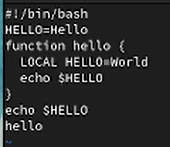 #!/bin/bash
HELLO=Hello
function hello {
  LOCAL HELLO=World
  echo $HELLO
}
echo $HELLO
hello
~